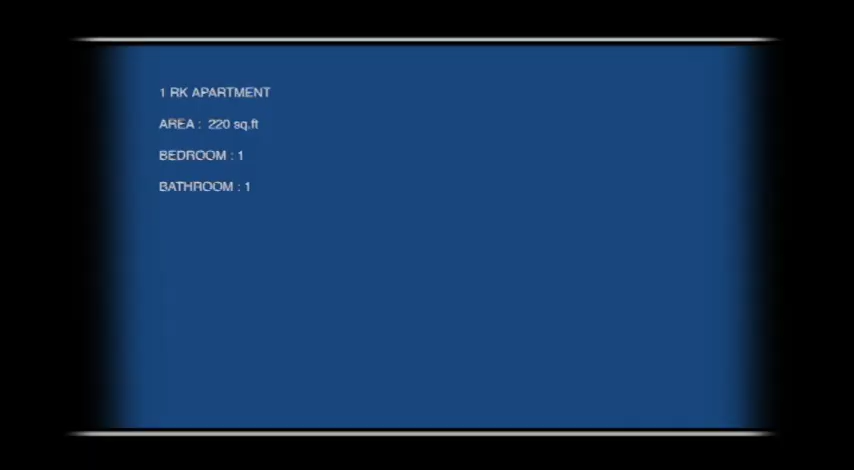 1 RK APARTMENT
AREA :  220 sq.ft
BEDROOM : 1
BATHROOM : 1